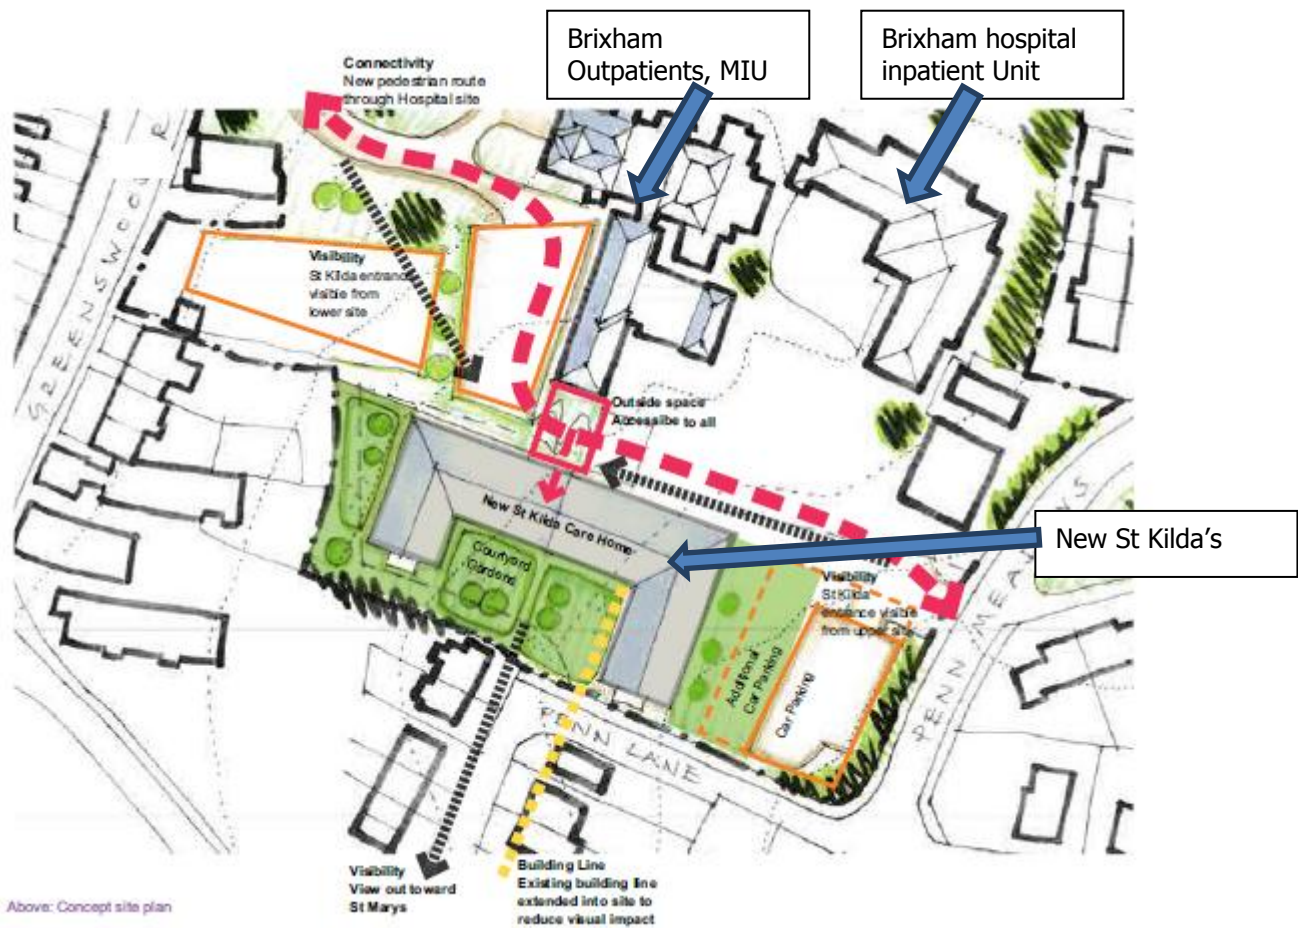 Brixham
Outpatients, MIU
Brixham hospital
inpatient Unit
Connectivity
New pedestrian route
through Hospital site
Visibility
St Kilda entrance
visible from
lower site
Outside space
Accessibe to all
New St Kilda Care Home
Courtyard
Gardens
New St Kilda's
Visibility
St Kilda
entrance visible
from upper site
Additional
Car Parking
Car Parking
PENN LANE
PENN MEADOWS
Visibility
View out toward
St Marys
Building Line
Existing building line
extended into site to
reduce visual impact
Above: Concept site plan